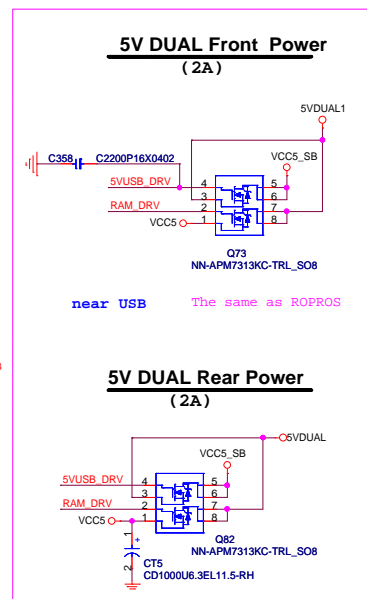 5V DUAL Front Power
(2A)
5VDUAL1
C358 C2200P16X0402
VCC5_SB
5VUSB_DRV 4 5
3 6
RAM_DRV 2 7
VCC5 1 8
Q73
NN-APM7313KC-TRL_SO8
near USB The same as ROPROS
5V DUAL Rear Power
(2A)
5VDUAL
VCC5_SB
5VUSB_DRV 4 5
3 6
RAM_DRV 2 7
VCC5 1 8
1 + Q82
NN-APM7313KC-TRL_SO8
2 CT5
CD1000U6.3EL11.5-RH